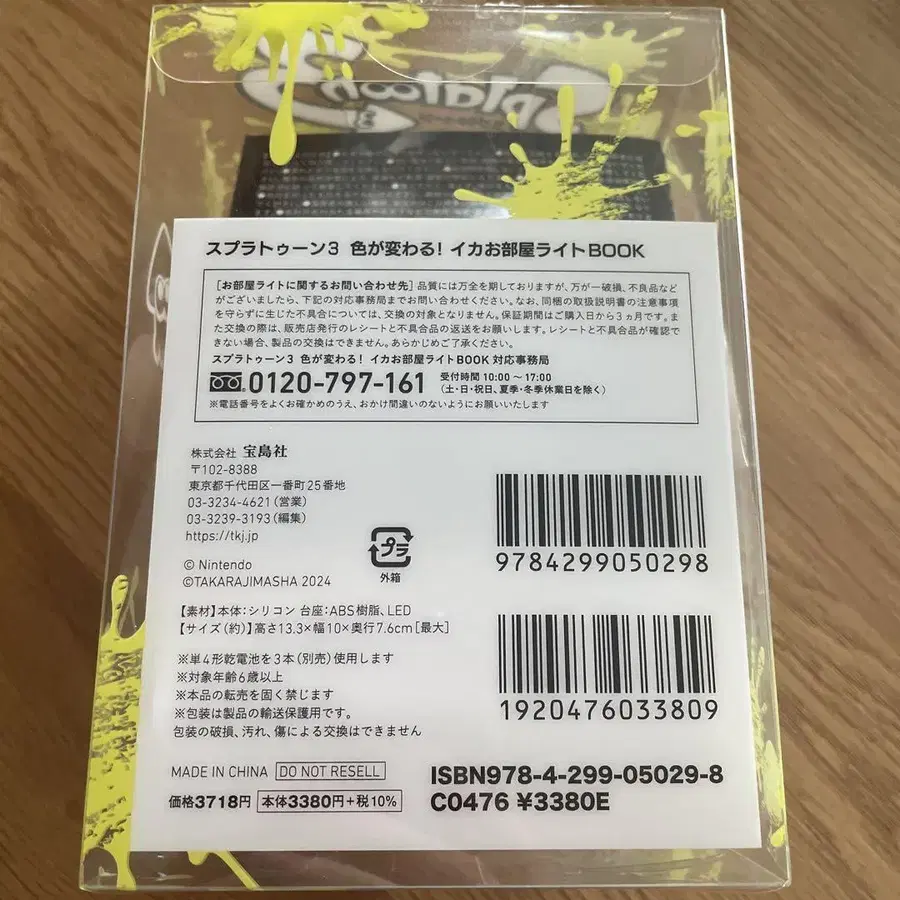 スプラトゥーン3 色が変わる! イカお部屋ライトBOOK
[お部屋ライトに関するお問い合わせ先] 品質には万全を期しておりますが、万が一破損、不良品など
がございましたら、下記の対応事務局までお問い合わせください。なお、同梱の取扱説明書の注意事項
を守らずに生じた不具合については、交換の対象となりません。保証期間はご購入日から3ヵ月です。ま
た交換の際は、販売店発行のレシートと不具合品の返送をお願いします。レシートと不具合品が確認で
きない場合、製品の交換はできません。あらかじめご了承ください。
スプラトゥーン3 色が変わる! イカお部屋ライトBOOK 対応事務局
0120-797-161 受付時間 10:00~17:00
(土・日・祝日、夏季・冬季休業日を除く)
※電話番号をよくお確かめのうえ、おかけ間違いのないようにお願いいたします
株式会社 宝島社
〒102-8388
東京都千代田区一番町25番地
03-3234-4621(営業)
03-3239-3193(編集)
https://tkj.jp
プラ
外箱
© Nintendo
©TAKARAJIMASHA 2024
9784299050298
【素材】本体:シリコン 台座:ABS樹脂、LED
【サイズ(約)】高さ13.3×幅10×奥行7.6cm[最大]
※単4形乾電池を3本(別売)使用します
※対象年齢6歳以上
※本品の転売を固く禁じます
※包装は製品の輸送保護用です。
包装の破損、汚れ、傷による交換はできません
1920476033809
MADE IN CHINA DO NOT RESELL
価格3718円 本体3380円+税10%
ISBN978-4-299-05029-8
C0476 ¥3380E